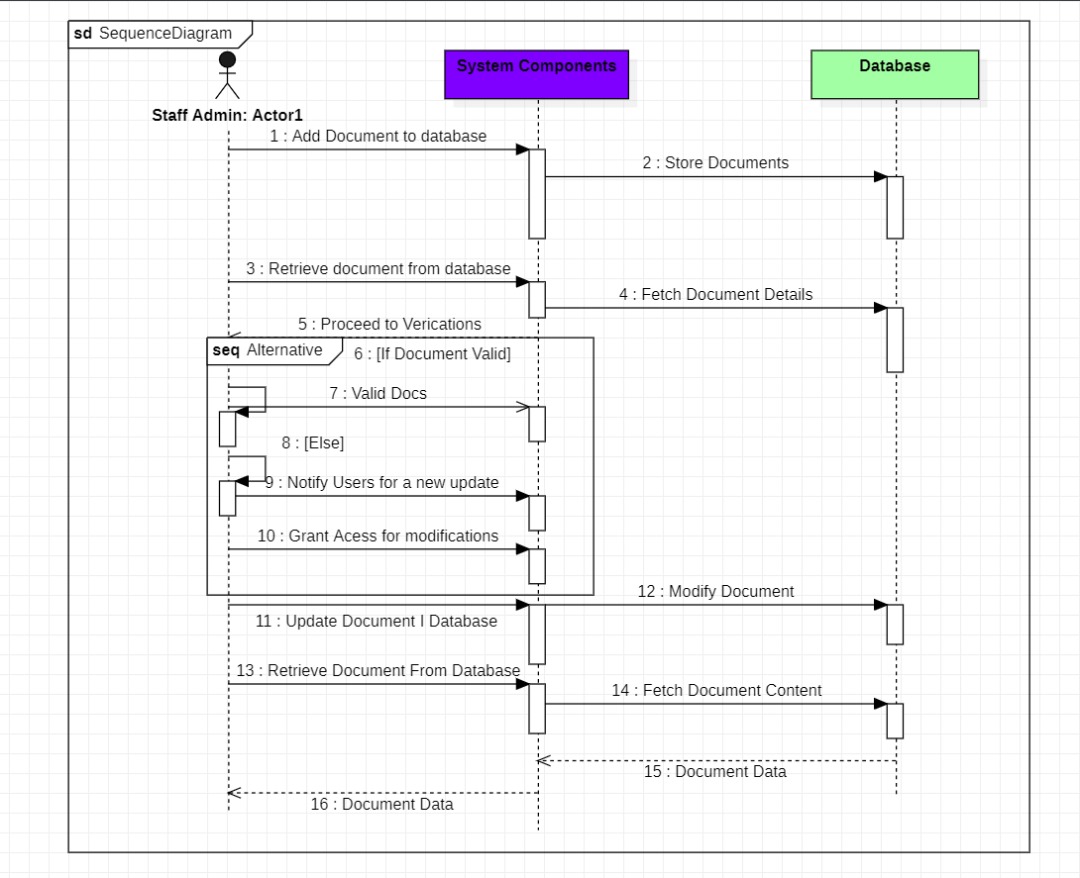 sd SequenceDiagram
System Components
Database
Staff Admin: Actor1
1 : Add Document to database
2 : Store Documents
3 : Retrieve document from database
4 : Fetch Document Details
5 : Proceed to Verications
seq Alternative
6 : [If Document Valid]
7 : Valid Docs
8 : [Else]
9 : Notify Users for a new update
10 : Grant Acess for modifications
12 : Modify Document
11 : Update Document I Database
13 : Retrieve Document From Database
14 : Fetch Document Content
15 : Document Data
16 : Document Data